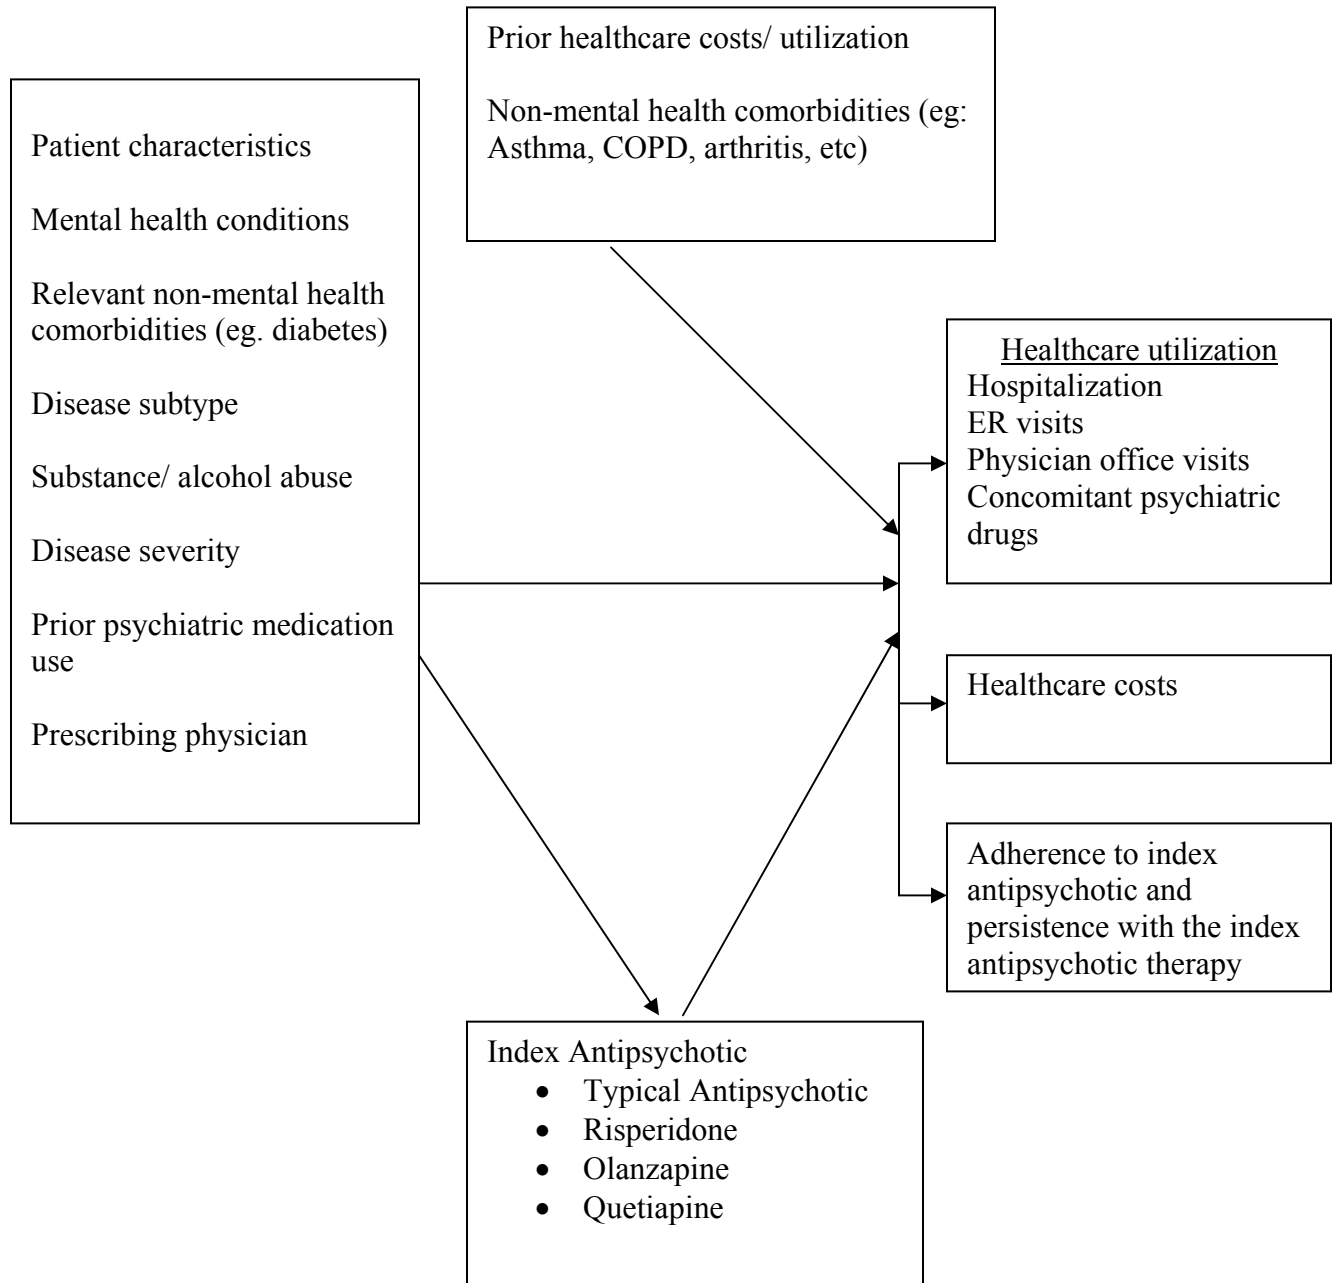 Prior healthcare costs/ utilization
Non-mental health comorbidities (eg:
Asthma, COPD, arthritis, etc)
Patient characteristics
Mental health conditions
Relevant non-mental health
comorbidities (eg. diabetes)
Disease subtype
Substance/ alcohol abuse
Disease severity
Prior psychiatric medication
use
Prescribing physician
Healthcare utilization
Hospitalization
ER visits
Physician office visits
Concomitant psychiatric
drugs
Healthcare costs
Adherence to index
antipsychotic and
persistence with the index
antipsychotic therapy
Index Antipsychotic
• Typical Antipsychotic
• Risperidone
• Olanzapine
• Quetiapine